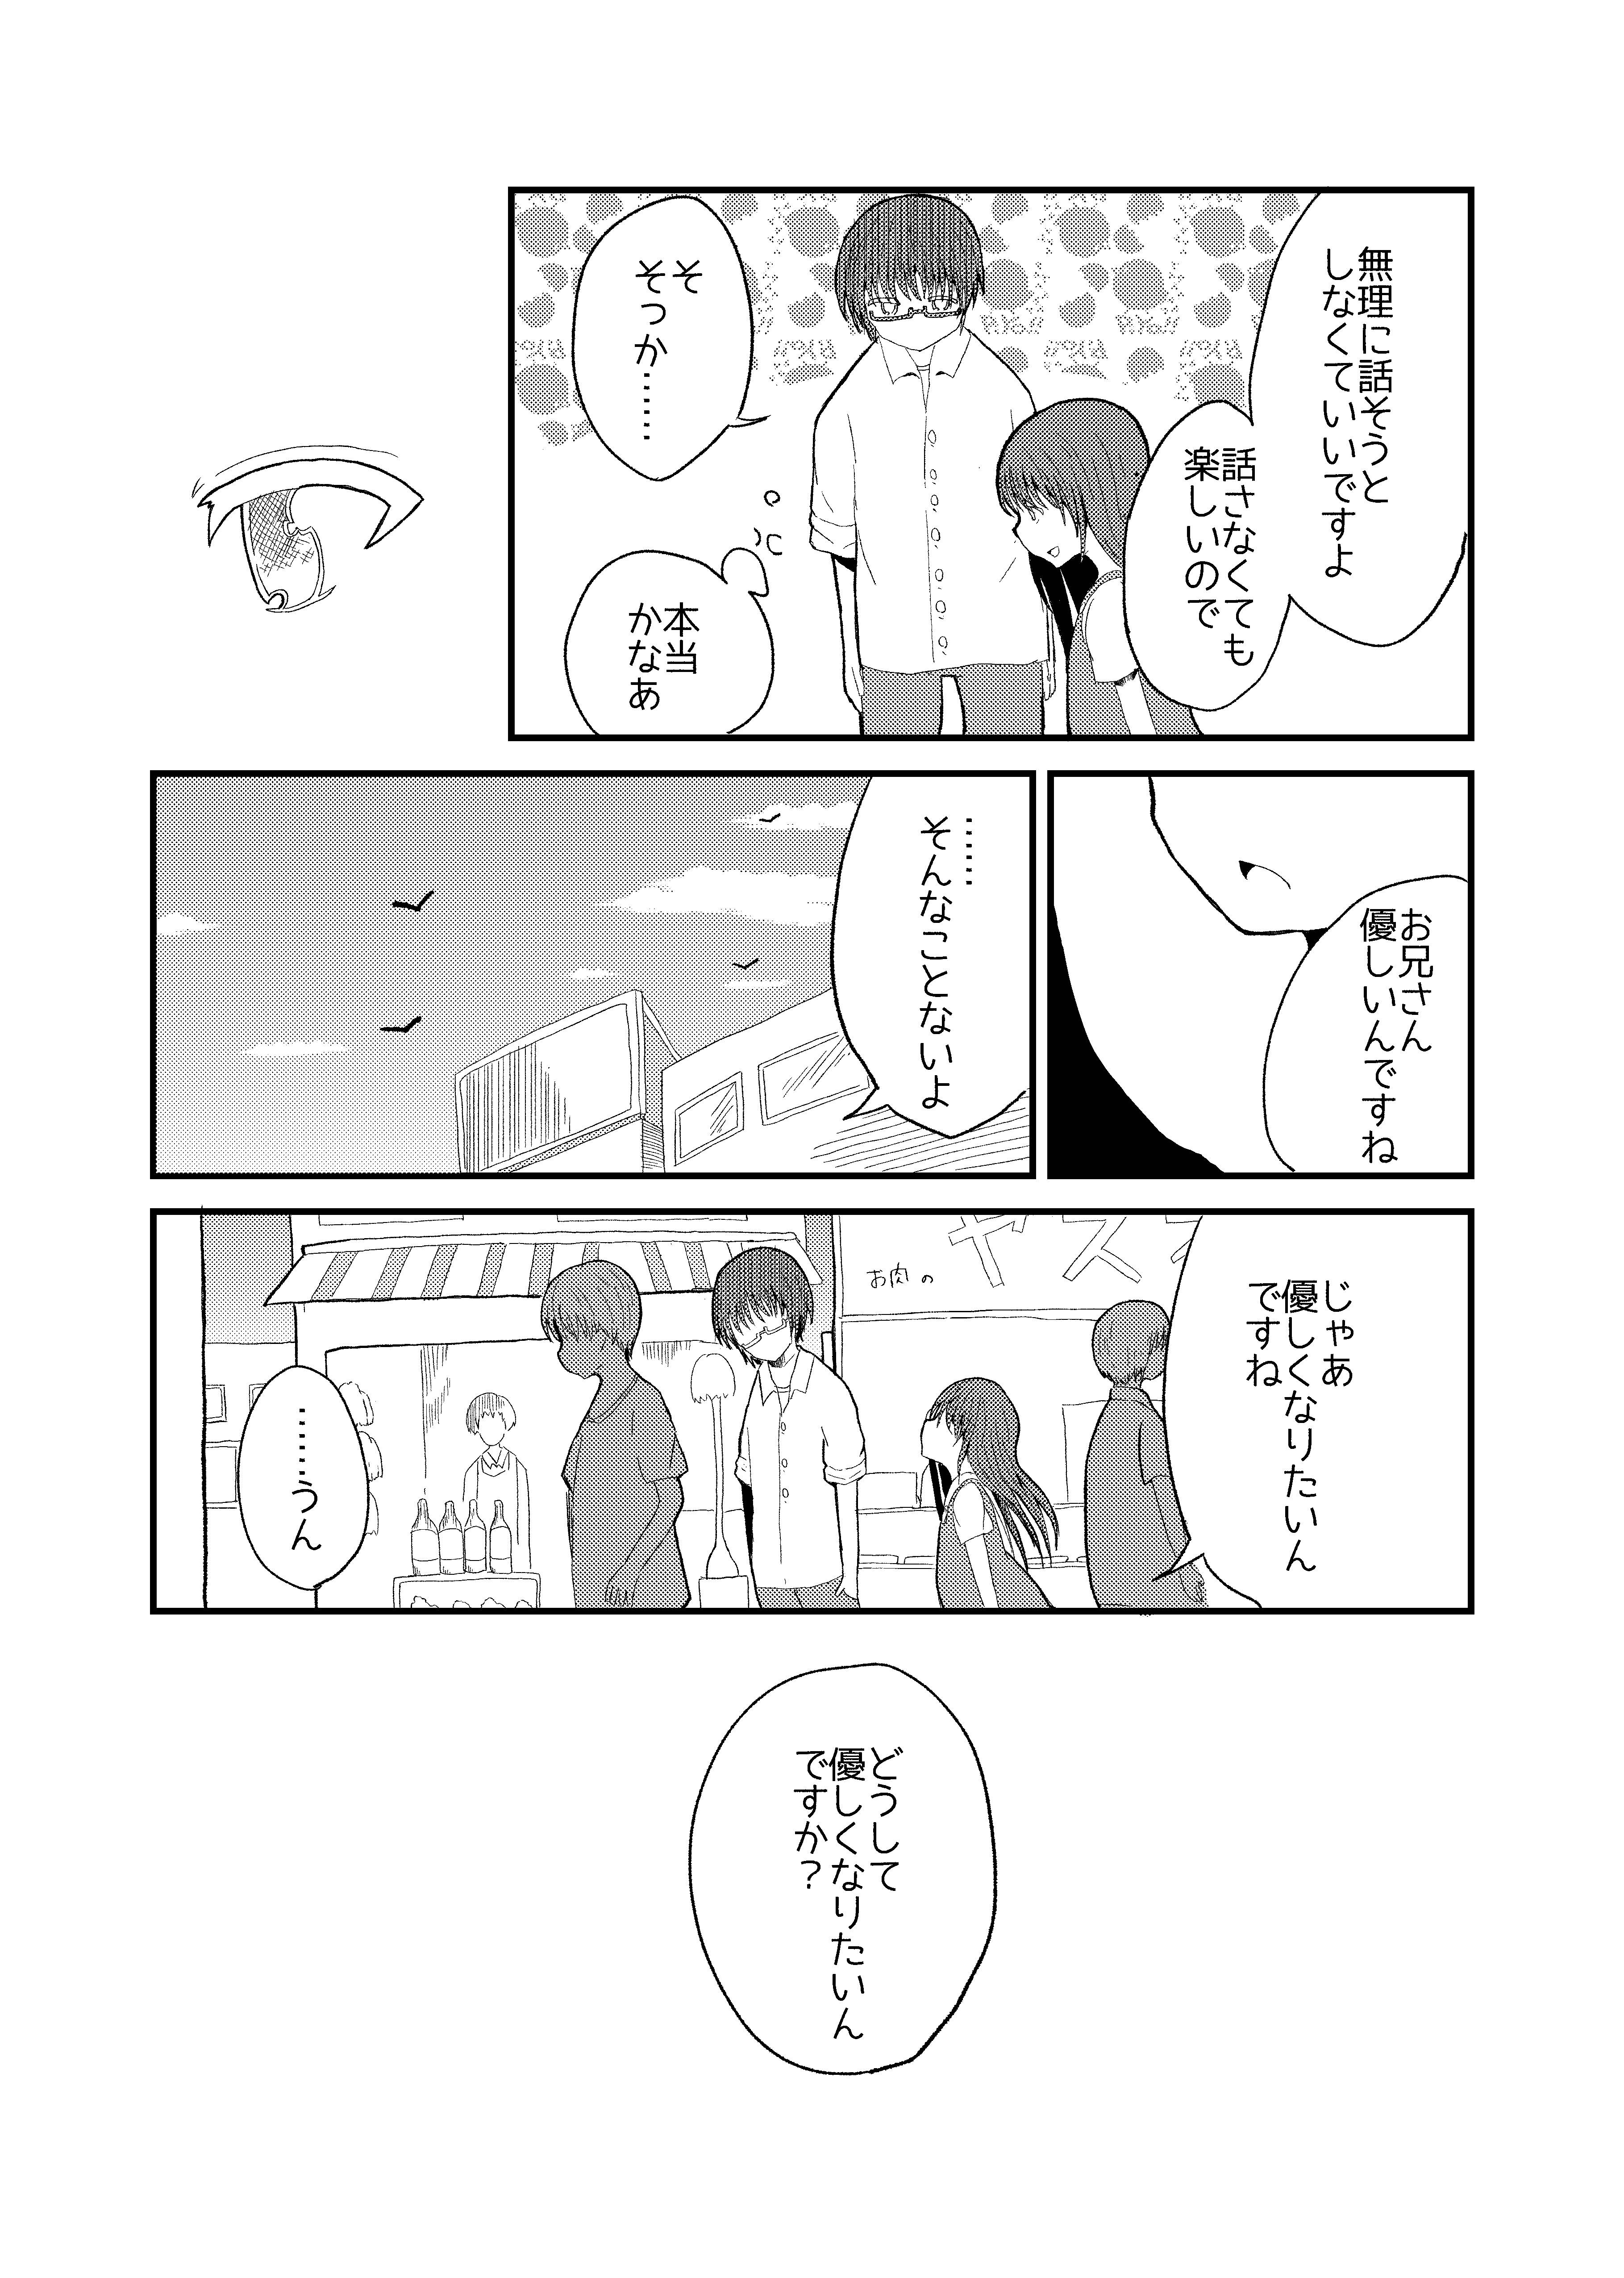 無理に話そうと
しなくていいですよ
話さなくても
楽しいので
そ
そっか……
本当
かなあ
お兄さん
優しいんですね
……
そんなことないよ
じゃあ
優しくなりたいん
ですね
お肉の
ヤス
……うん
どうして
優しくなりたいん
ですか？